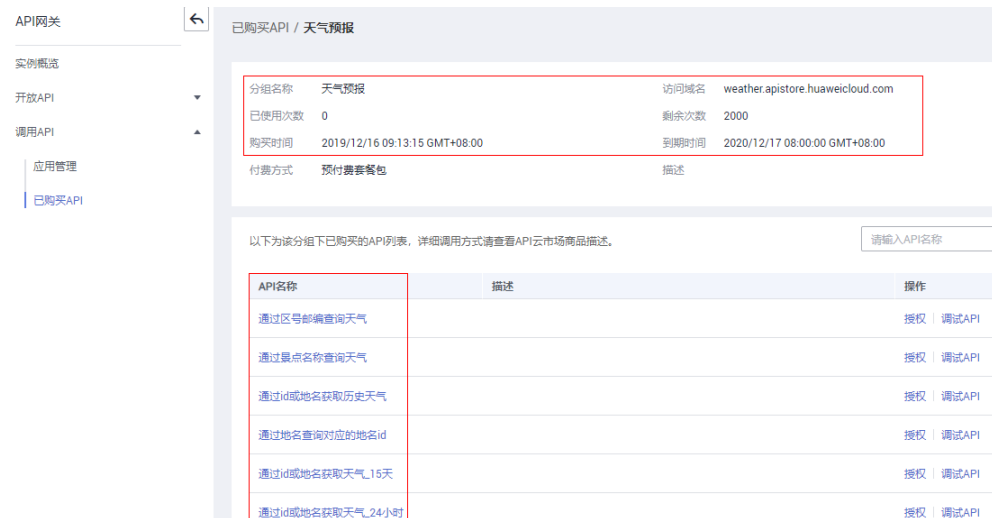 API网关
已购买API / 天气预报
实例概览
开放API
调用API
应用管理
已购买API
分组名称 天气预报 访问域名 weather.apistore.huaweicloud.com
已使用次数 0 剩余次数 2000
购买时间 2019/12/16 09:13:15 GMT+08:00 到期时间 2020/12/17 08:00:00 GMT+08:00
付费方式 预付费套餐包 描述
以下为该分组下已购买的API列表，详细调用方式请查看API云市场商品描述。 请输入API名称
API名称 描述 操作
通过区号邮编查询天气 授权 调试API
通过景点名称查询天气 授权 调试API
通过id或地名获取历史天气 授权 调试API
通过地名查询对应的地名id 授权 调试API
通过id或地名获取天气_15天 授权 调试API
通过id或地名获取天气_24小时 授权 调试API